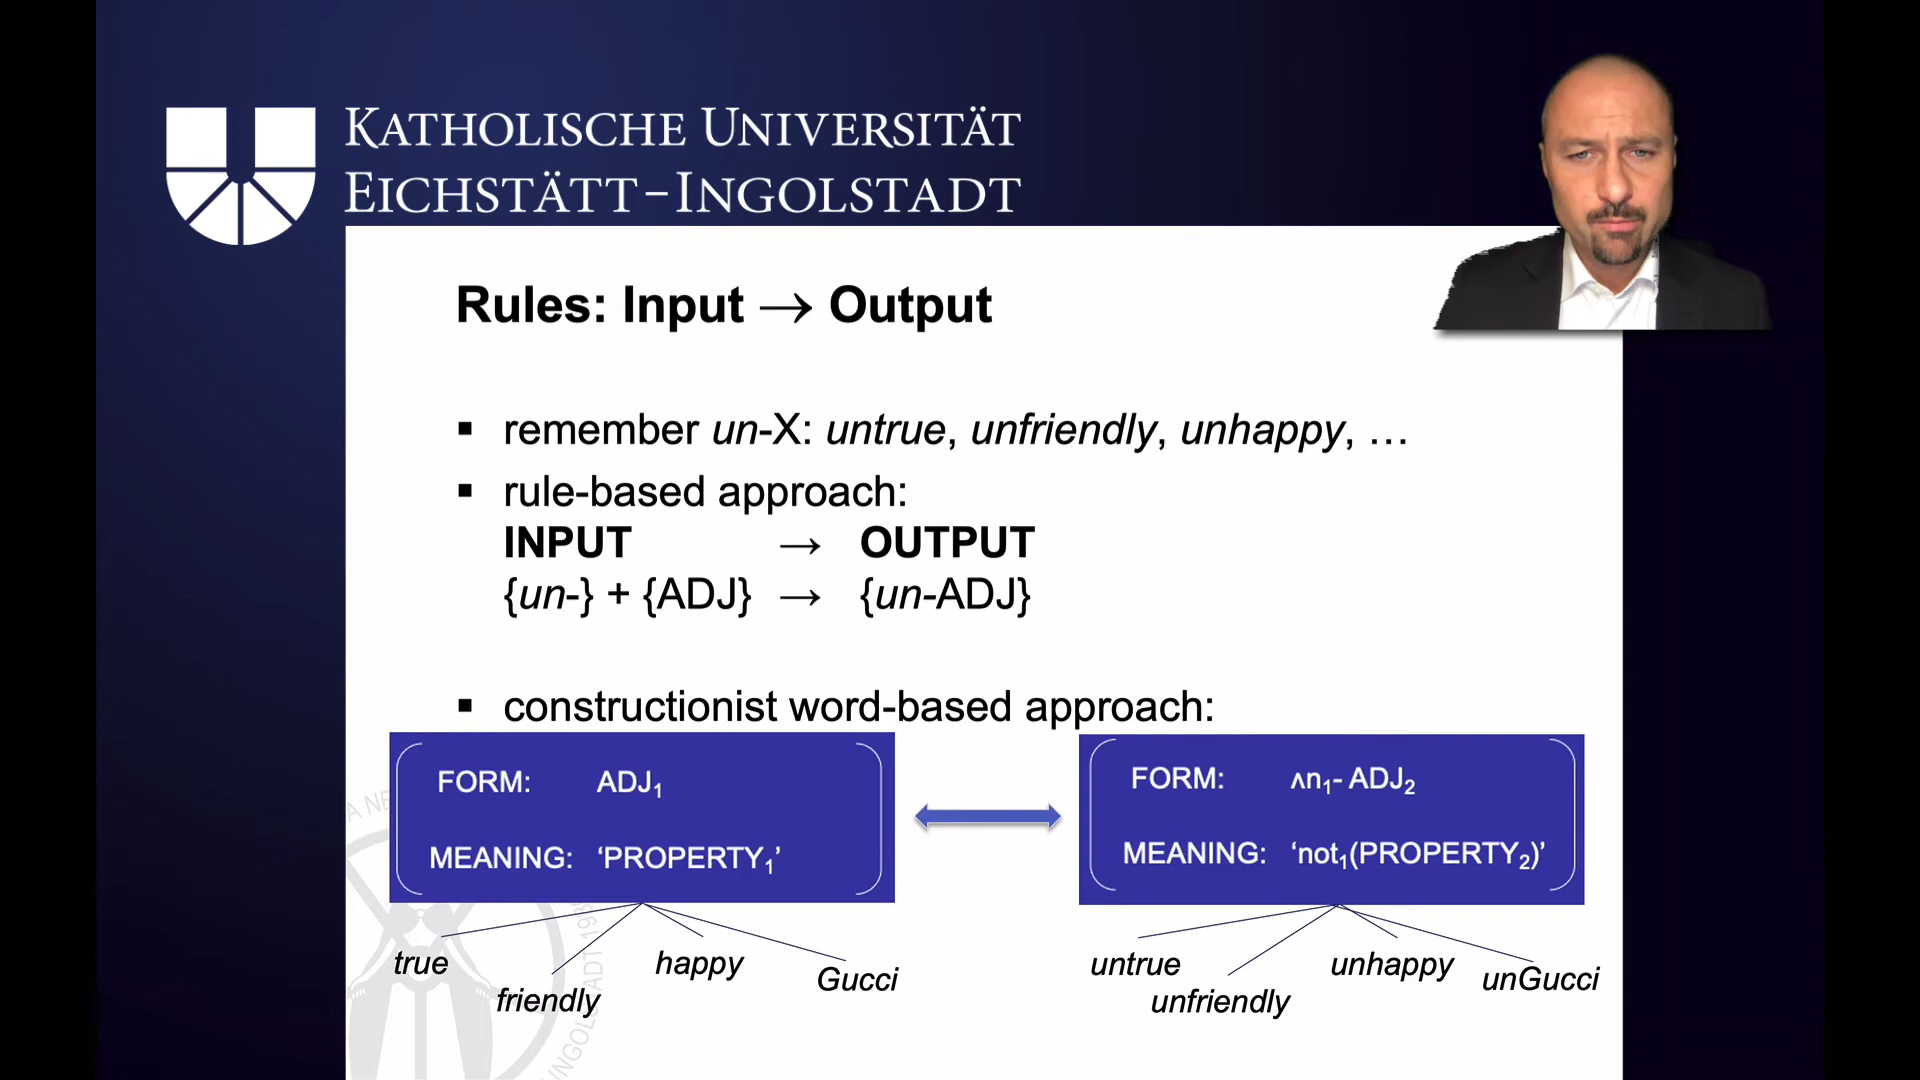 KATHOLISCHE UNIVERSITÄT
EICHSTÄTT-INGOLSTADT
Rules: Input → Output
▪ remember un-X: untrue, unfriendly, unhappy, …
▪ rule-based approach:
INPUT → OUTPUT
{un-} + {ADJ} → {un-ADJ}
▪ constructionist word-based approach:
FORM: ADJ₁
MEANING: ‘PROPERTY₁’
FORM: ʌn₁- ADJ₂
MEANING: ‘not₁(PROPERTY₂)’
true friendly happy Gucci
untrue unfriendly unhappy unGucci